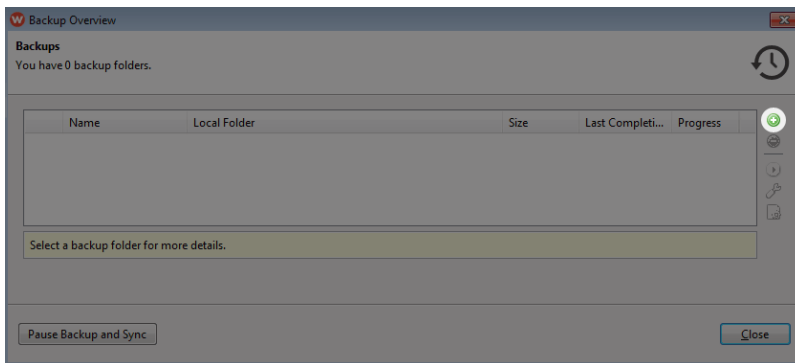 W Backup Overview
Backups
You have 0 backup folders.
Name Local Folder Size Last Completi... Progress
Select a backup folder for more details.
Pause Backup and Sync Close